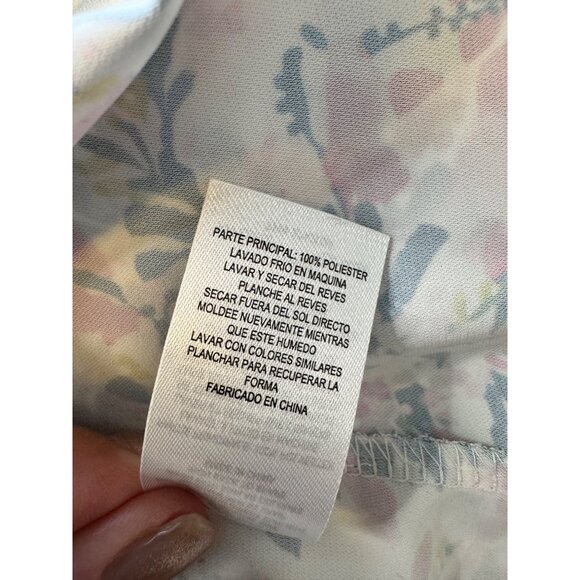 PARTE PRINCIPAL: 100% POLIESTER
LAVADO FRIO EN MAQUINA
LAVAR Y SECAR DEL REVES
PLANCHE AL REVES
SECAR FUERA DEL SOL DIRECTO
MOLDEE NUEVAMENTE MIENTRAS
QUE ESTE HUMEDO
LAVAR CON COLORES SIMILARES
PLANCHAR PARA RECUPERAR LA
FORMA
FABRICADO EN CHINA